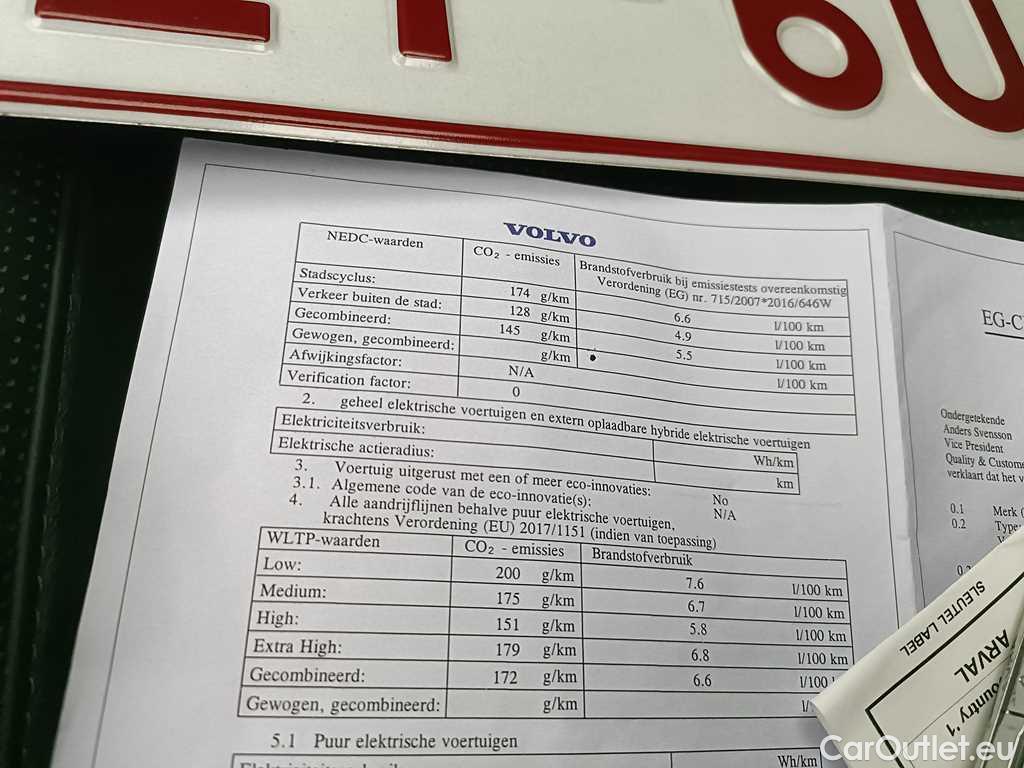 VOLVO
NEDC-waarden CO₂ - emissies Brandstofverbruik bij emissiestests overeenkomstig
Verordening (EG) nr. 715/2007*2016/646W
Stadscyclus: 174 g/km 6.6 l/100 km
Verkeer buiten de stad: 128 g/km 4.9 l/100 km
Gecombineerd: 145 g/km 5.5 l/100 km
Gewogen, gecombineerd: g/km l/100 km
Afwijkingsfactor: N/A
Verification factor: 0
2. geheel elektrische voertuigen en extern oplaadbare hybride elektrische voertuigen
Elektriciteitsverbruik: Wh/km
Elektrische actieradius: km
3. Voertuig uitgerust met een of meer eco-innovaties: No
3.1. Algemene code van de eco-innovatie(s): N/A
4. Alle aandrijflijnen behalve puur elektrische voertuigen,
krachtens Verordening (EU) 2017/1151 (indien van toepassing)
WLTP-waarden CO₂ - emissies Brandstofverbruik
Low: 200 g/km 7.6 l/100 km
Medium: 175 g/km 6.7 l/100 km
High: 151 g/km 5.8 l/100 km
Extra High: 179 g/km 6.8 l/100 km
Gecombineerd: 172 g/km 6.6 l/100
Gewogen, gecombineerd: g/km
5.1 Puur elektrische voertuigen
Wh/km
EG-C
Ondergetekende
Anders Svensson
Vice President
Quality & Custome
verklaart dat het v
0.1 Merk (
0.2 Type:
SLEUTEL LABEL
ARVAL
ountry '1
CarOutlet.eu